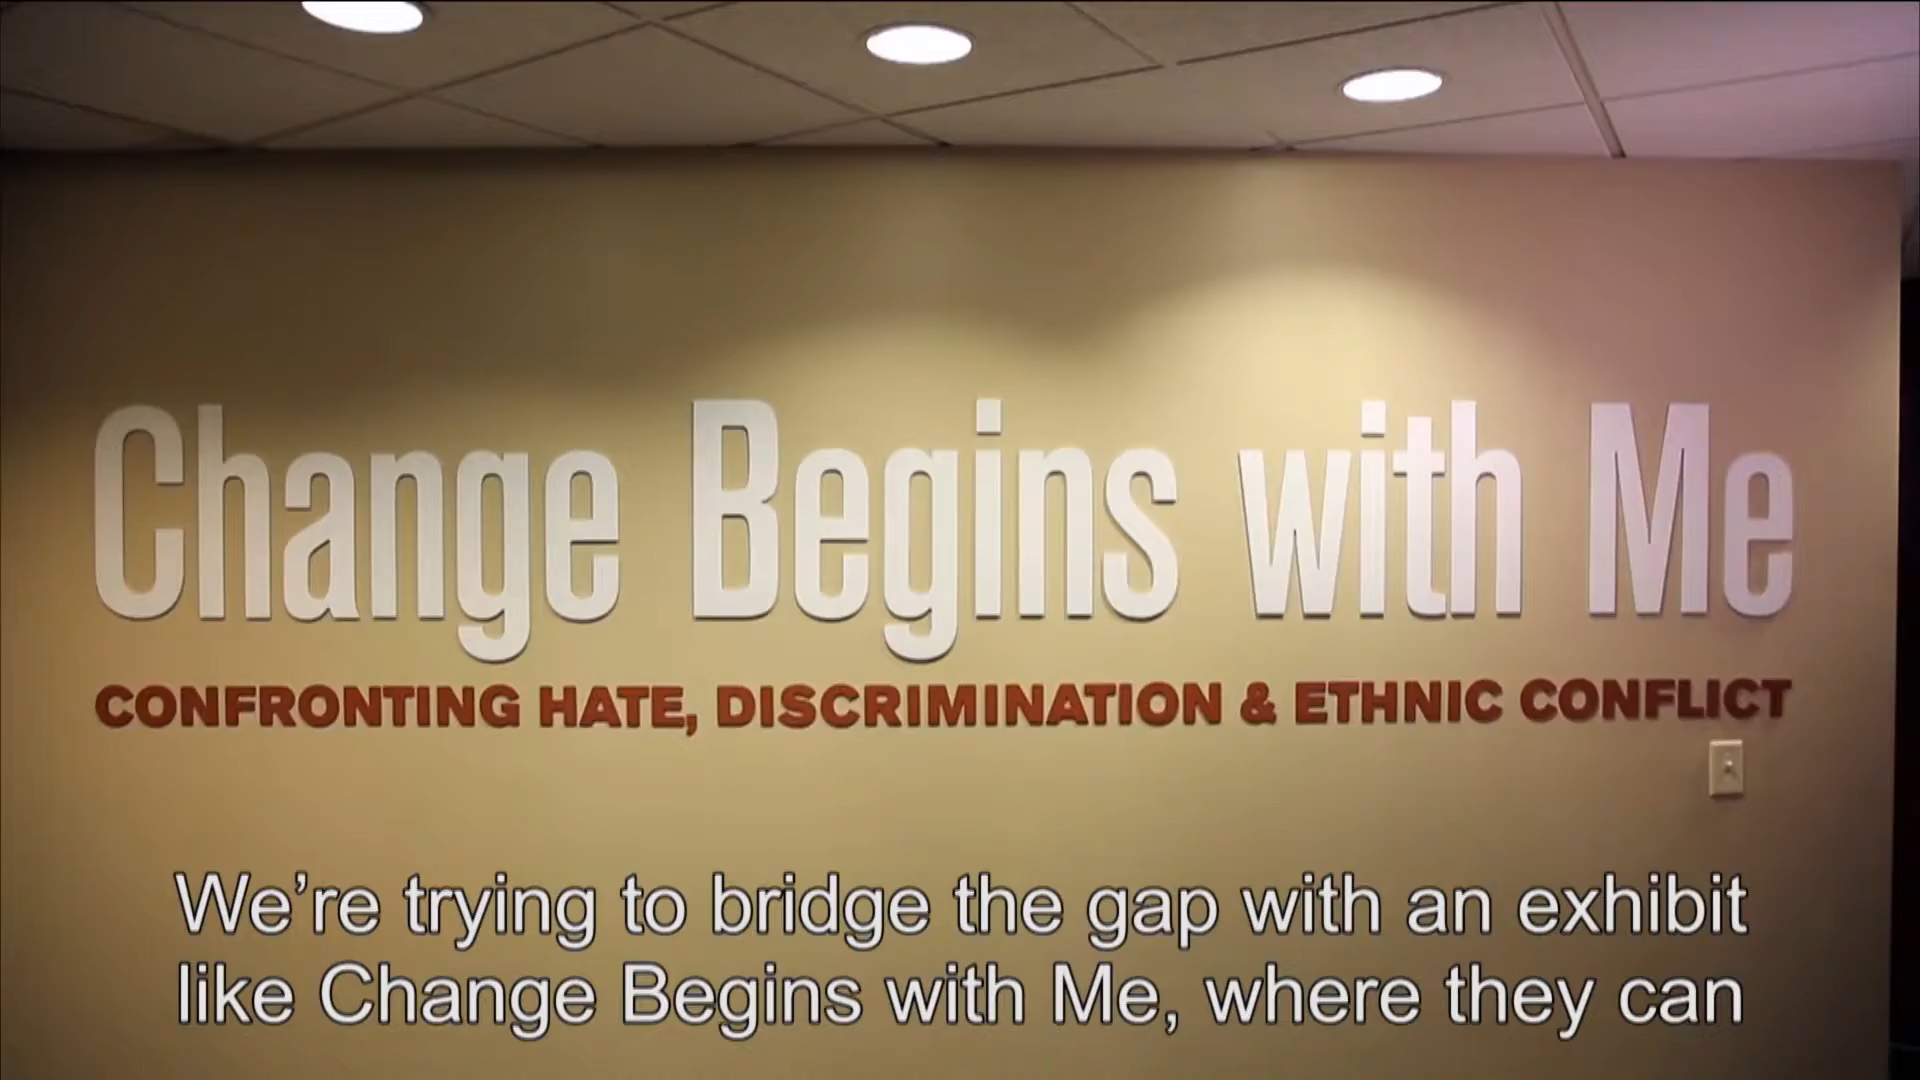 Change Begins with Me
CONFRONTING HATE, DISCRIMINATION & ETHNIC CONFLICT
We’re trying to bridge the gap with an exhibit
like Change Begins with Me, where they can